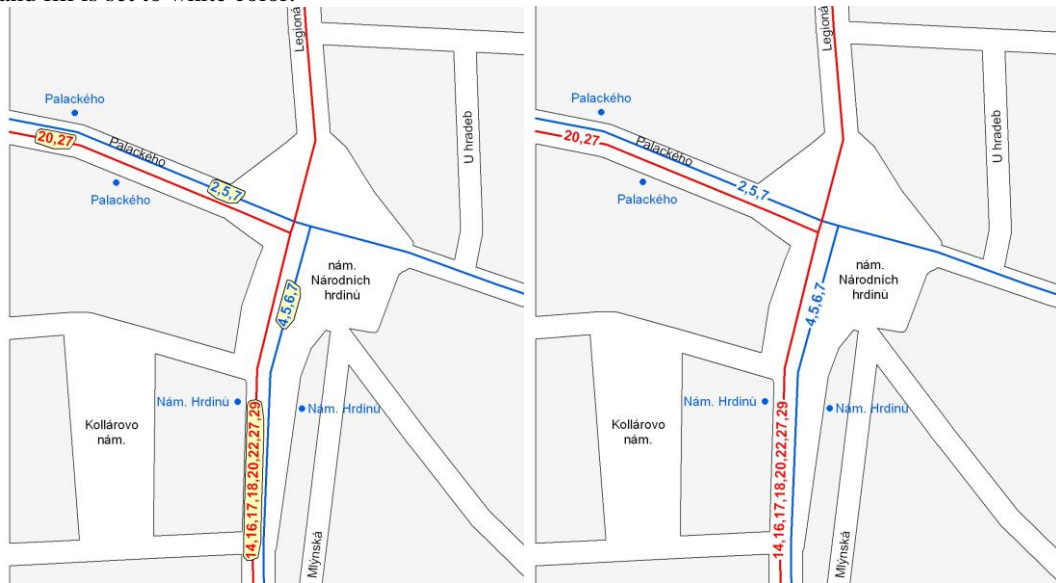 and fill is set to white color.
Legioná
Palackého
20,27
Palackého
U hradeb
2,5,7
Palackého
nám.
Národních
hrdinů
4,5,6,7
Nám. Hrdinů
Nám. Hrdinů
Kollárovo
nám.
14,16,17,18,20,22,27,29
Mlýnská
Legioná
Palackého
20,27
Palackého
U hradeb
2,5,7
Palackého
nám.
Národních
hrdinů
4,5,6,7
Nám. Hrdinů
Nám. Hrdinů
Kollárovo
nám.
14,16,17,18,20,22,27,29
Mlýnská